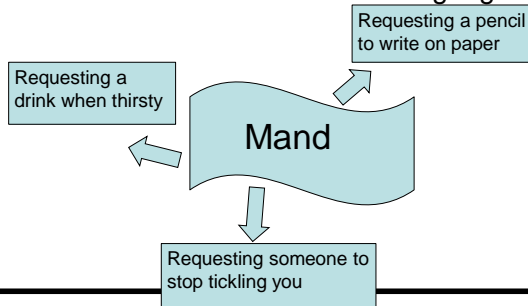 Requesting a pencil
to write on paper
Requesting a
drink when thirsty
Mand
Requesting someone to
stop tickling you